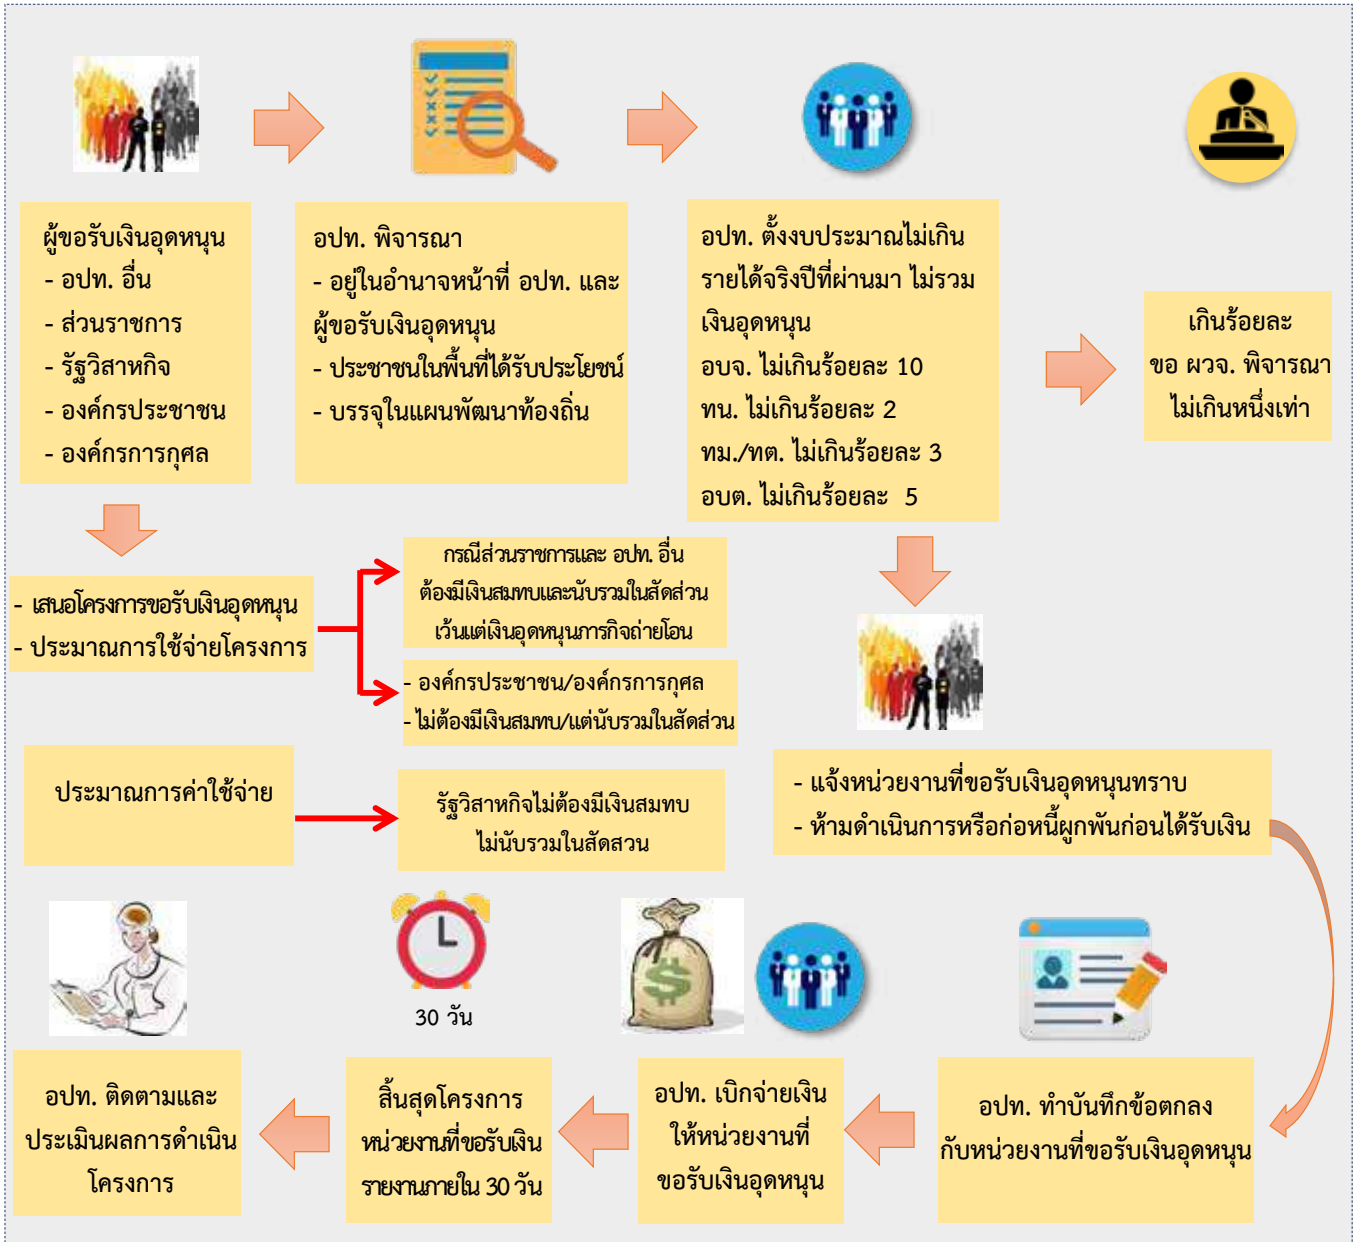 ผู้ขอรับเงินอุดหนุน
- อปท. อื่น
- ส่วนราชการ
- รัฐวิสาหกิจ
- องค์กรประชาชน
- องค์กรการกุศล
อปท. พิจารณา
- อยู่ในอำนาจหน้าที่ อปท. และ
ผู้ขอรับเงินอุดหนุน
- ประชาชนในพื้นที่ได้รับประโยชน์
- บรรจุในแผนพัฒนาท้องถิ่น
อปท. ตั้งงบประมาณไม่เกิน
รายได้จริงปีที่ผ่านมา ไม่รวม
เงินอุดหนุน
อบจ. ไม่เกินร้อยละ 10
ทน. ไม่เกินร้อยละ 2
ทม./ทต. ไม่เกินร้อยละ 3
อบต. ไม่เกินร้อยละ 5
เกินร้อยละ
ขอ ผวจ. พิจารณา
ไม่เกินหนึ่งเท่า
- เสนอโครงการขอรับเงินอุดหนุน
- ประมาณการใช้จ่ายโครงการ
กรณีส่วนราชการและ อปท. อื่น
ต้องมีเงินสมทบและนับรวมในสัดส่วน
เว้นแต่เงินอุดหนุนภารกิจถ่ายโอน
- องค์กรประชาชน/องค์กรการกุศล
- ไม่ต้องมีเงินสมทบ/แต่นับรวมในสัดส่วน
ประมาณการค่าใช้จ่าย
รัฐวิสาหกิจไม่ต้องมีเงินสมทบ
ไม่นับรวมในสัดสวน
- แจ้งหน่วยงานที่ขอรับเงินอุดหนุนทราบ
- ห้ามดำเนินการหรือก่อหนี้ผูกพันก่อนได้รับเงิน
อปท. ทำบันทึกข้อตกลง
กับหน่วยงานที่ขอรับเงินอุดหนุน
อปท. เบิกจ่ายเงิน
ให้หน่วยงานที่
ขอรับเงินอุดหนุน
30 วัน
สิ้นสุดโครงการ
หน่วยงานที่ขอรับเงิน
รายงานภายใน 30 วัน
อปท. ติดตามและ
ประเมินผลการดำเนิน
โครงการ